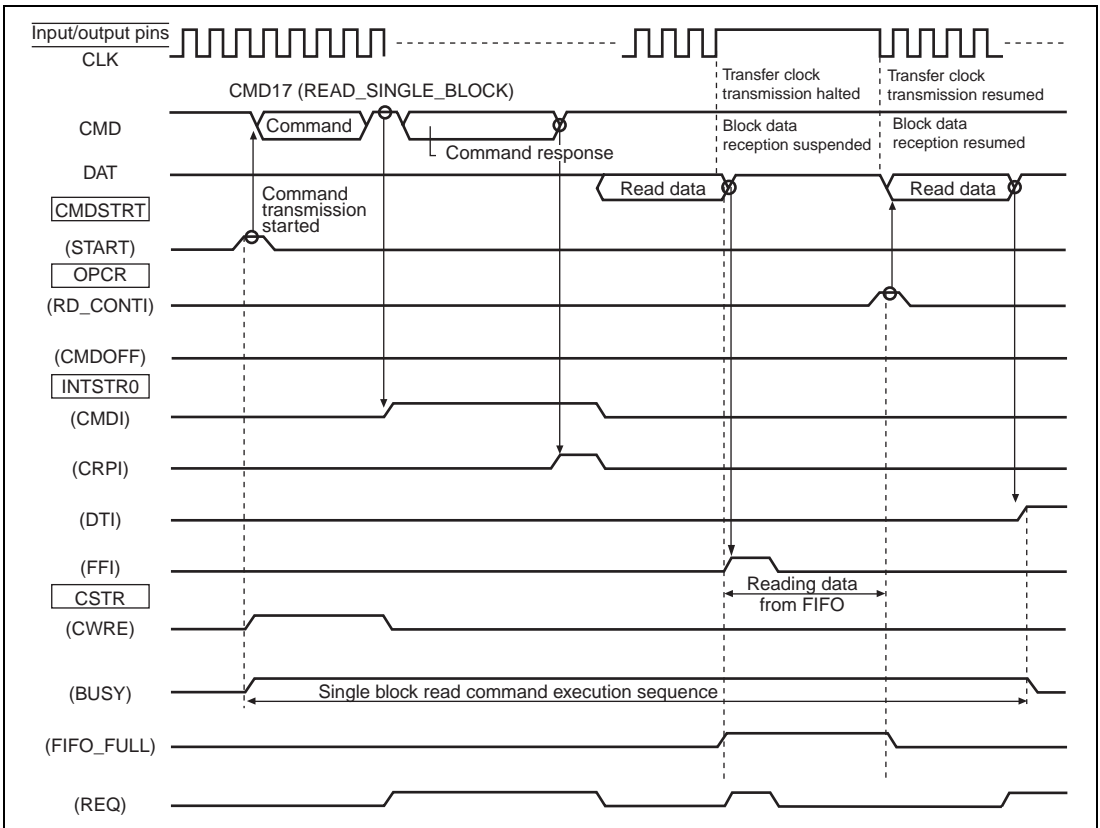 Input/output pins
CLK
Transfer clock
transmission halted
Transfer clock
transmission resumed
CMD17 (READ_SINGLE_BLOCK)
CMD
Command
Command response
Block data
reception suspended
Block data
reception resumed
DAT
Read data
Read data
CMDSTRT
Command
transmission
started
(START)
OPCR
(RD_CONTI)
(CMDOFF)
INTSTR0
(CMDI)
(CRPI)
(DTI)
(FFI)
Reading data
from FIFO
CSTR
(CWRE)
(BUSY)
Single block read command execution sequence
(FIFO_FULL)
(REQ)